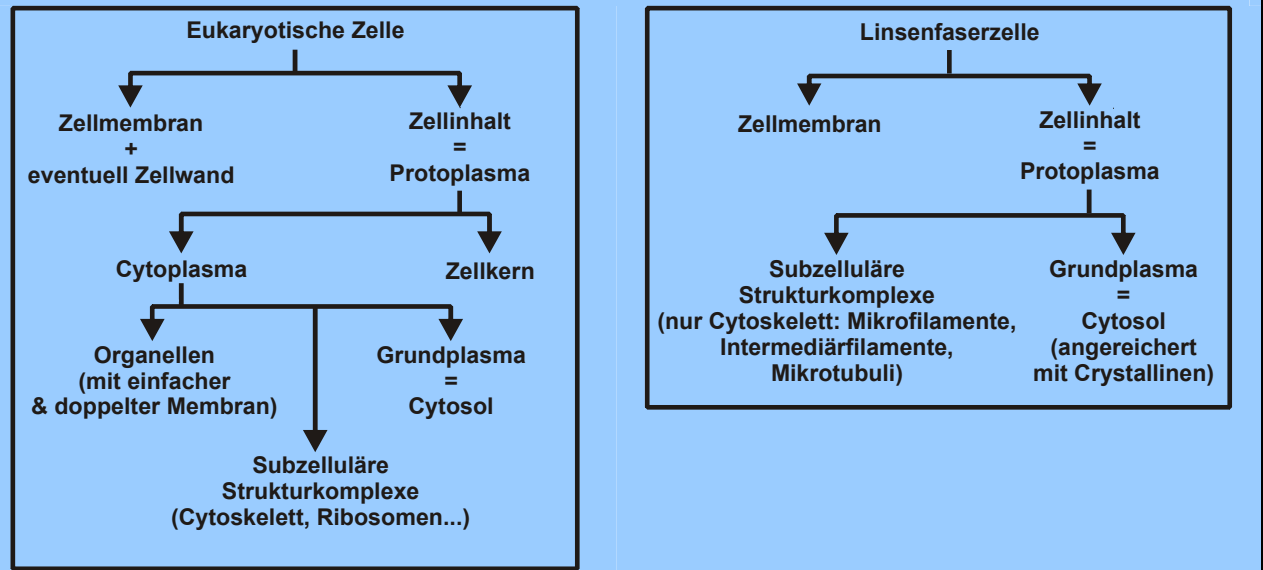 Eukaryotische Zelle
Zellmembran
+
eventuell Zellwand
Zellinhalt
=
Protoplasma
Cytoplasma
Zellkern
Organellen
(mit einfacher
& doppelter Membran)
Grundplasma
=
Cytosol
Subzelluläre
Strukturkomplexe
(Cytoskelett, Ribosomen...)
Linsenfaserzelle
Zellmembran
Zellinhalt
=
Protoplasma
Subzelluläre
Strukturkomplexe
(nur Cytoskelett: Mikrofilamente,
Intermediärfilamente,
Mikrotubuli)
Grundplasma
=
Cytosol
(angereichert
mit Crystallinen)